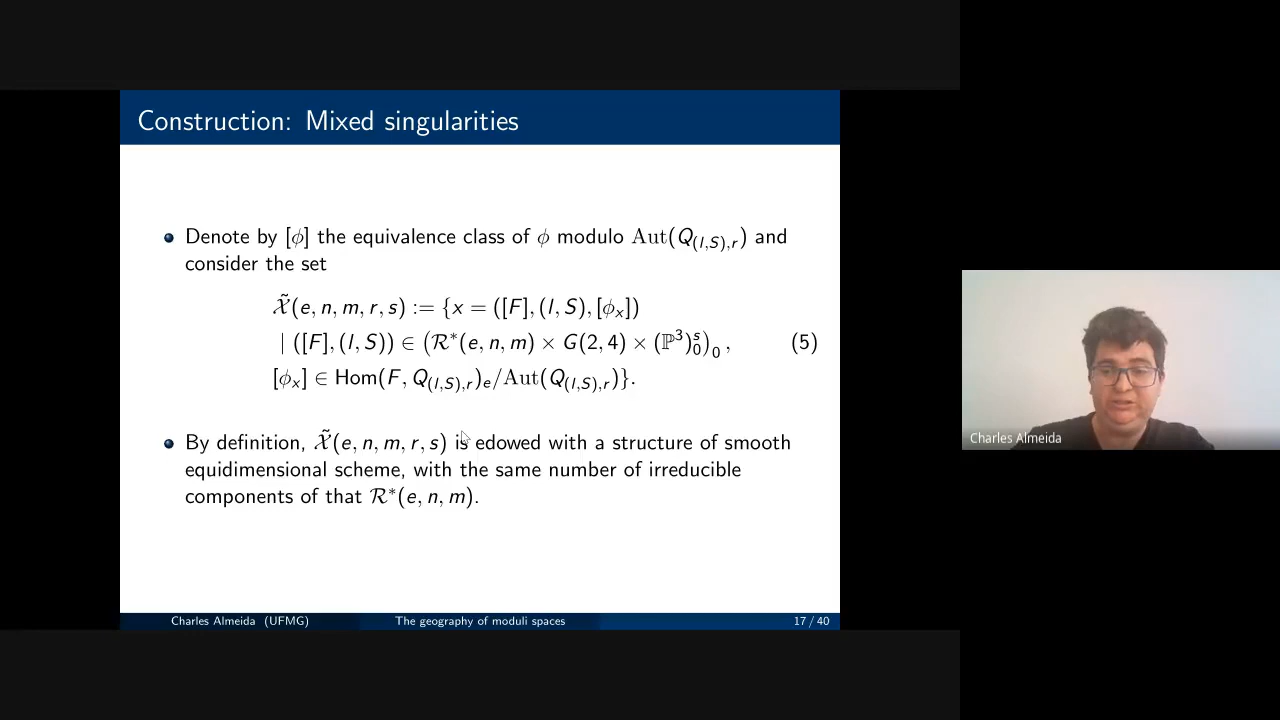 Construction: Mixed singularities
Denote by [ϕ] the equivalence class of ϕ modulo Aut(Q_{(l,S),r}) and
consider the set
𝒳̃(e, n, m, r, s) := {x = ([F], (l, S), [ϕ_x])
| ([F], (l, S)) ∈ (ℛ*(e, n, m) × G(2, 4) × (ℙ³)^s_0)_0 , (5)
[ϕ_x] ∈ Hom(F, Q_{(l,S),r})_e/Aut(Q_{(l,S),r})}.
By definition, 𝒳̃(e, n, m, r, s) is edowed with a structure of smooth
equidimensional scheme, with the same number of irreducible
components of that ℛ*(e, n, m).
Charles Almeida (UFMG) The geography of moduli spaces 17 / 40
Charles Almeida